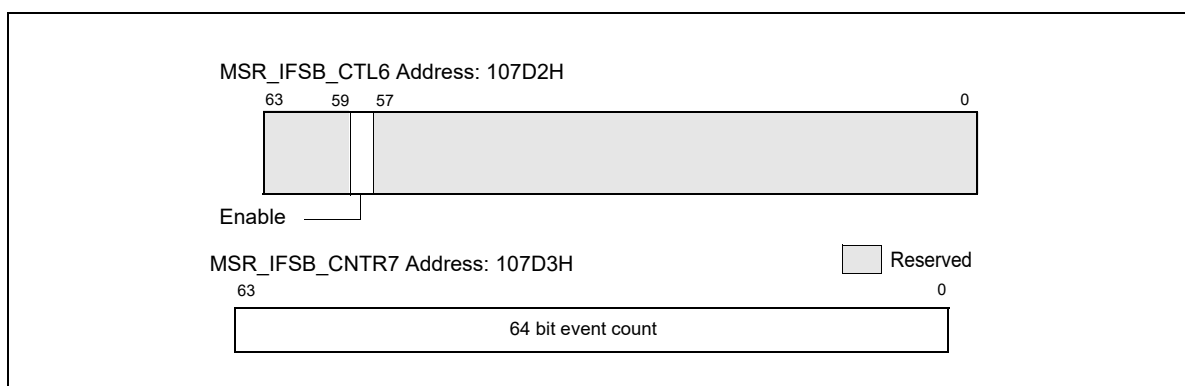 MSR_IFSB_CTL6 Address: 107D2H
63 59 57 0
Enable
MSR_IFSB_CNTR7 Address: 107D3H
Reserved
63 0
64 bit event count